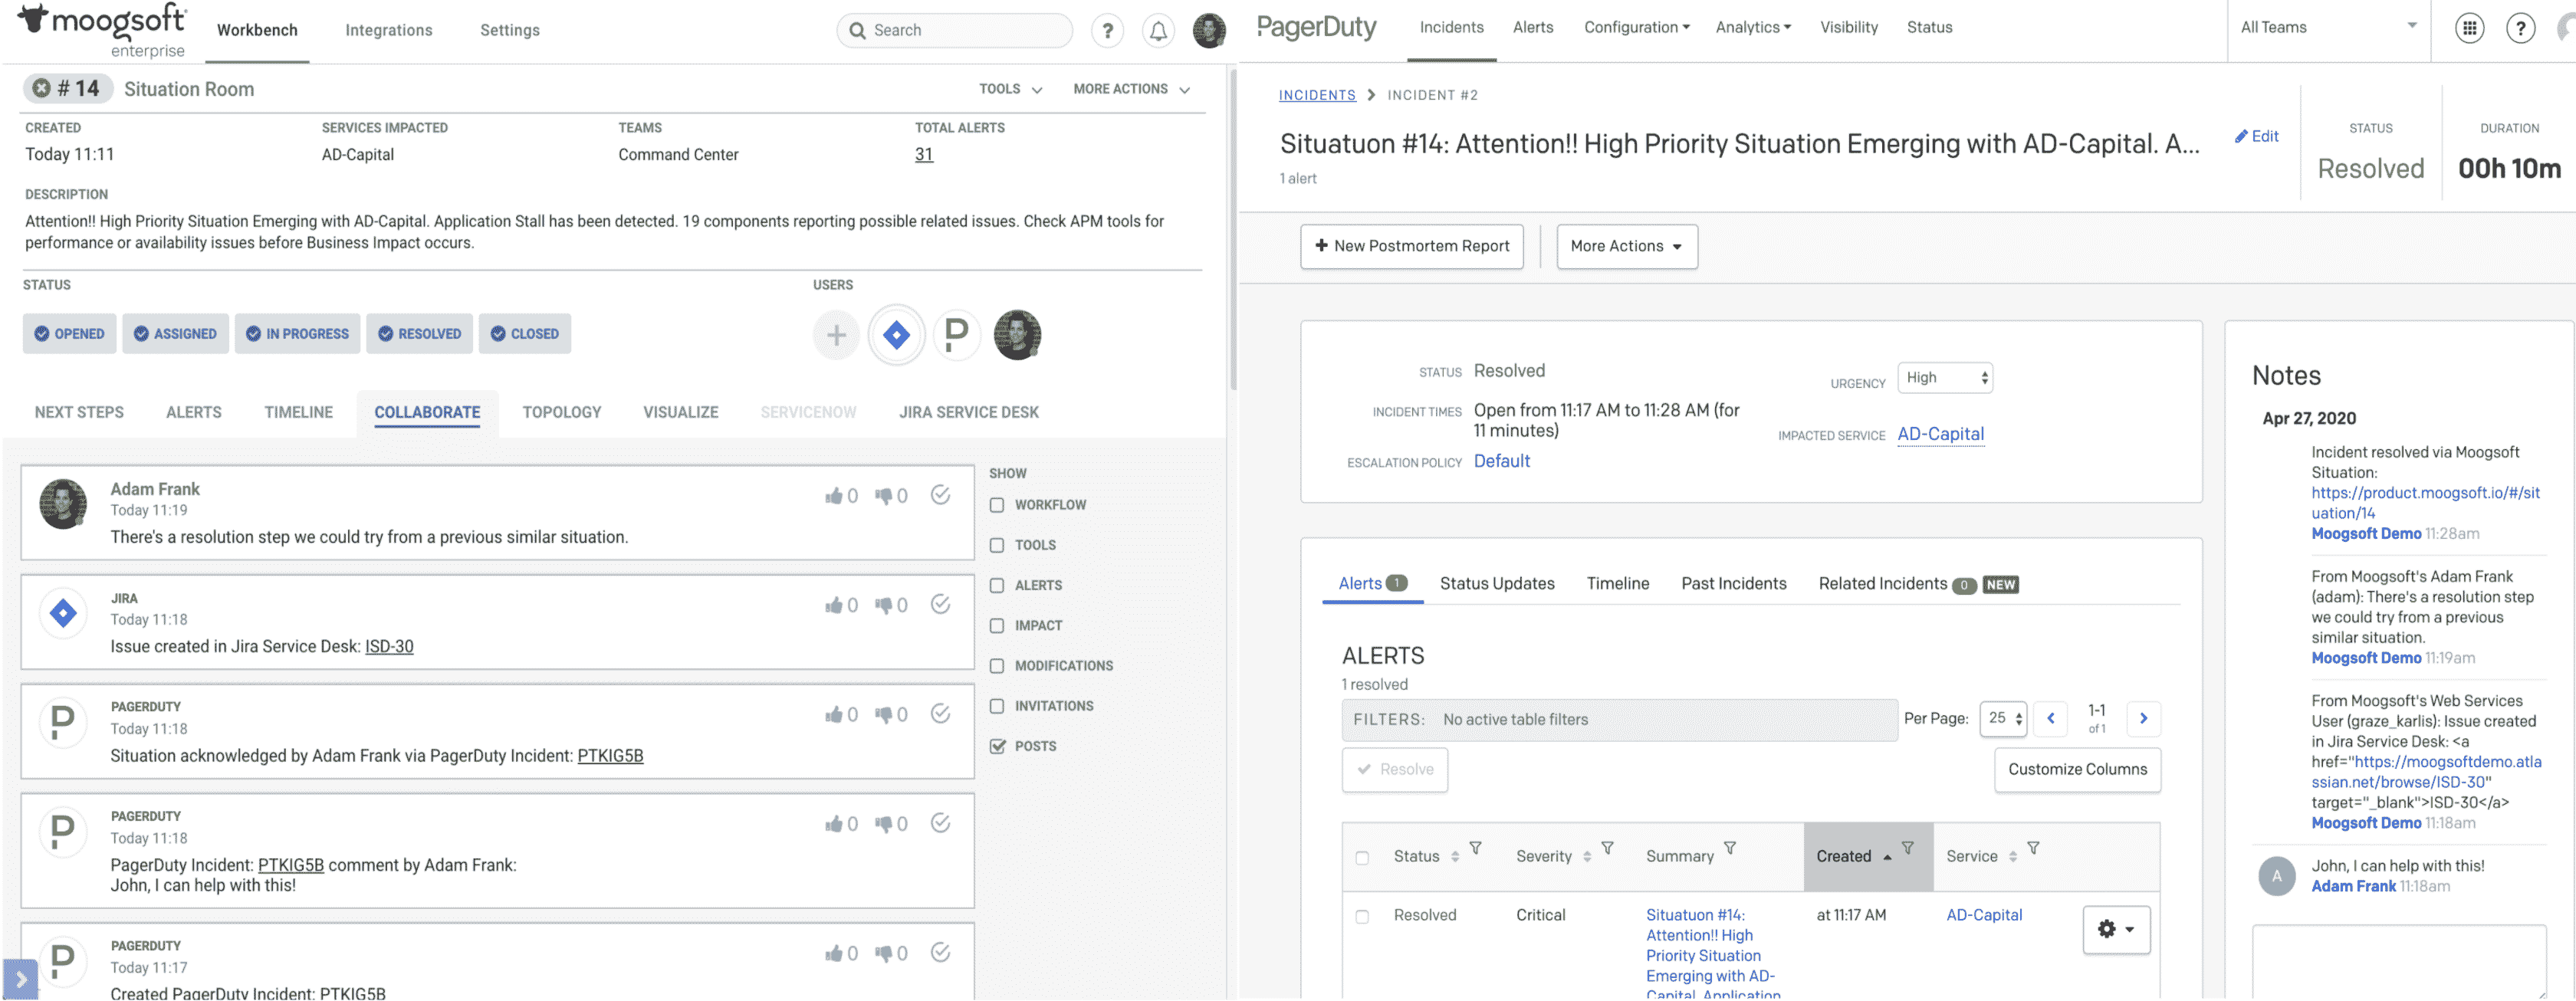 moogsoft
enterprise
Workbench
Integrations
Settings
Search
?
# 14
Situation Room
TOOLS
MORE ACTIONS
CREATED
SERVICES IMPACTED
TEAMS
TOTAL ALERTS
Today 11:11
AD-Capital
Command Center
31
DESCRIPTION
Attention!! High Priority Situation Emerging with AD-Capital. Application Stall has been detected. 19 components reporting possible related issues. Check APM tools for
performance or availability issues before Business Impact occurs.
STATUS
USERS
OPENED
ASSIGNED
IN PROGRESS
RESOLVED
CLOSED
NEXT STEPS
ALERTS
TIMELINE
COLLABORATE
TOPOLOGY
VISUALIZE
SERVICENOW
JIRA SERVICE DESK
Adam Frank
Today 11:19
There's a resolution step we could try from a previous similar situation.
0
0
JIRA
Today 11:18
Issue created in Jira Service Desk: ISD-30
0
0
PAGERDUTY
Today 11:18
Situation acknowledged by Adam Frank via PagerDuty Incident: PTKIG5B
0
0
PAGERDUTY
Today 11:18
PagerDuty Incident: PTKIG5B comment by Adam Frank:
John, I can help with this!
0
0
PAGERDUTY
Today 11:17
Created PagerDuty Incident: PTKIG5B
0
0
SHOW
WORKFLOW
TOOLS
ALERTS
IMPACT
MODIFICATIONS
INVITATIONS
POSTS
PagerDuty
Incidents
Alerts
Configuration
Analytics
Visibility
Status
All Teams
?
INCIDENTS > INCIDENT #2
Situatuon #14: Attention!! High Priority Situation Emerging with AD-Capital. A...
1 alert
Edit
STATUS
Resolved
DURATION
00h 10m
+ New Postmortem Report
More Actions
STATUS Resolved
INCIDENT TIMES Open from 11:17 AM to 11:28 AM (for
11 minutes)
ESCALATION POLICY Default
URGENCY High
IMPACTED SERVICE AD-Capital
Alerts 1
Status Updates
Timeline
Past Incidents
Related Incidents 0 NEW
ALERTS
1 resolved
FILTERS: No active table filters
Per Page: 25
1-1
of 1
Resolve
Customize Columns
Status
Severity
Summary
Created
Service
Resolved
Critical
Situatuon #14:
Attention!! High
Priority Situation
Emerging with AD-
Capital. Application
at 11:17 AM
AD-Capital
Notes
Apr 27, 2020
Incident resolved via Moogsoft
Situation:
https://product.moogsoft.io/#/sit
uation/14
Moogsoft Demo 11:28am
From Moogsoft's Adam Frank
(adam): There's a resolution step
we could try from a previous
similar situation.
Moogsoft Demo 11:19am
From Moogsoft's Web Services
User (graze_karlis): Issue created
in Jira Service Desk: <a
href="https://moogsoftdemo.atla
ssian.net/browse/ISD-30"
target="_blank">ISD-30</a>
Moogsoft Demo 11:18am
A
John, I can help with this!
Adam Frank 11:18am